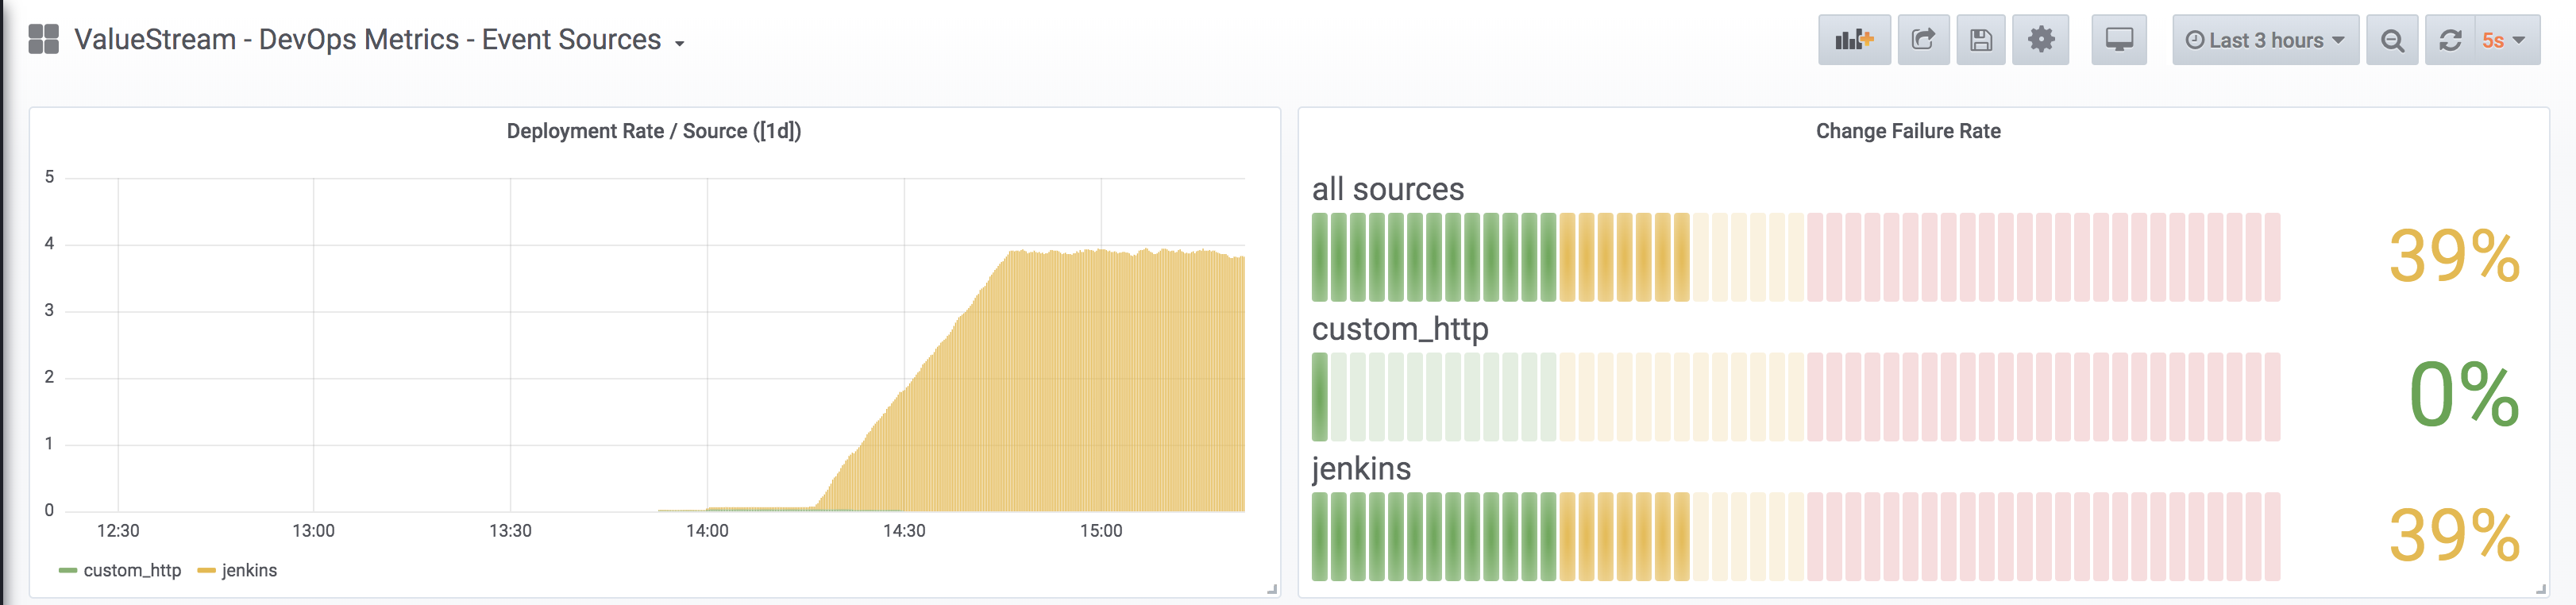 ValueStream - DevOps Metrics - Event Sources
Last 3 hours
5s
Deployment Rate / Source ([1d])
5
4
3
2
1
0
12:30 13:00 13:30 14:00 14:30 15:00
custom_http jenkins
Change Failure Rate
all sources
39%
custom_http
0%
jenkins
39%